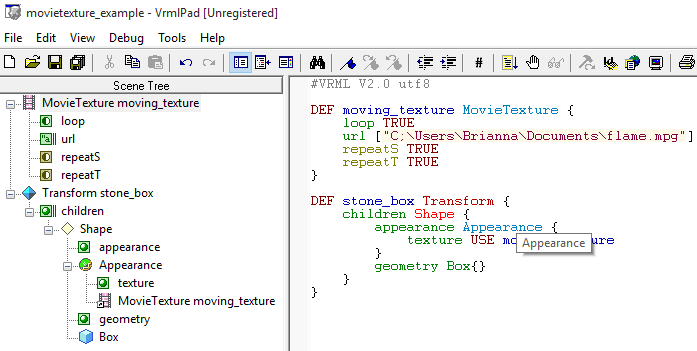 movietexture_example - VrmlPad [Unregistered]
File Edit View Debug Tools Window Help
Scene Tree
MovieTexture moving_texture
loop
url
repeatS
repeatT
Transform stone_box
children
Shape
appearance
Appearance
texture
MovieTexture moving_texture
geometry
Box
#VRML V2.0 utf8
DEF moving_texture MovieTexture {
loop TRUE
url ["C;\Users\Brianna\Documents\flame.mpg"]
repeatS TRUE
repeatT TRUE
}
DEF stone_box Transform {
children Shape {
appearance Appearance {
texture USE
Appearance
}
geometry Box{}
}
}